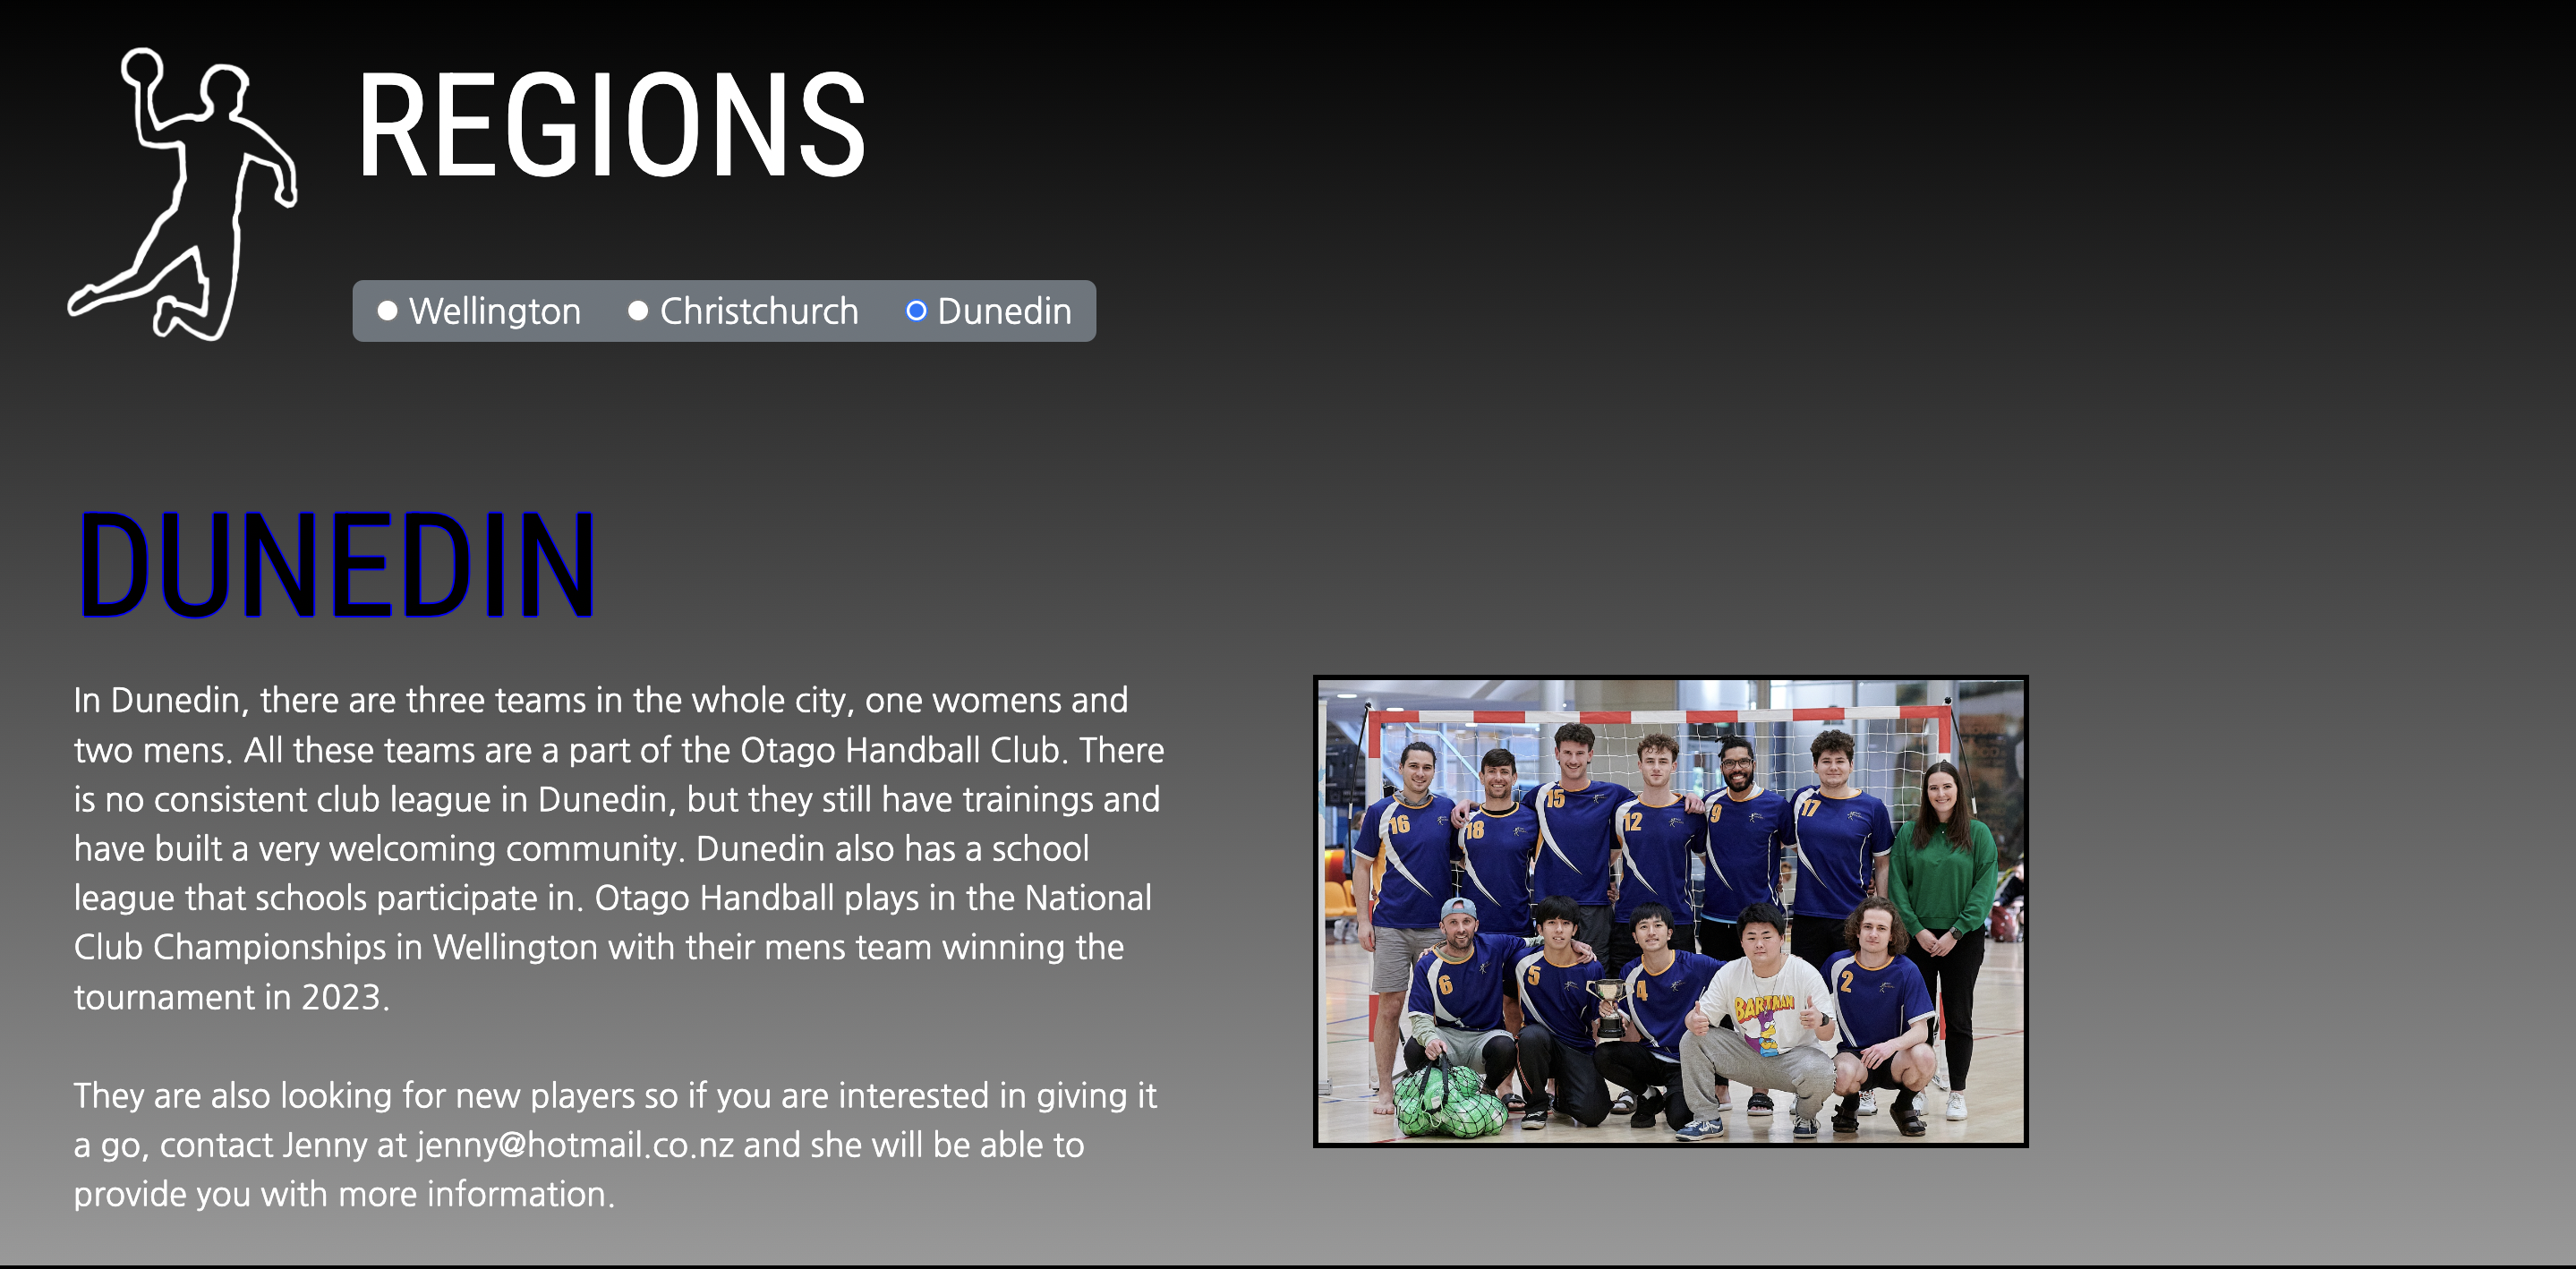 REGIONS
Wellington Christchurch Dunedin
DUNEDIN
In Dunedin, there are three teams in the whole city, one womens and
two mens. All these teams are a part of the Otago Handball Club. There
is no consistent club league in Dunedin, but they still have trainings and
have built a very welcoming community. Dunedin also has a school
league that schools participate in. Otago Handball plays in the National
Club Championships in Wellington with their mens team winning the
tournament in 2023.
They are also looking for new players so if you are interested in giving it
a go, contact Jenny at jenny@hotmail.co.nz and she will be able to
provide you with more information.
16 18 15 12 9 17
6 5 4 BARTMAN 2